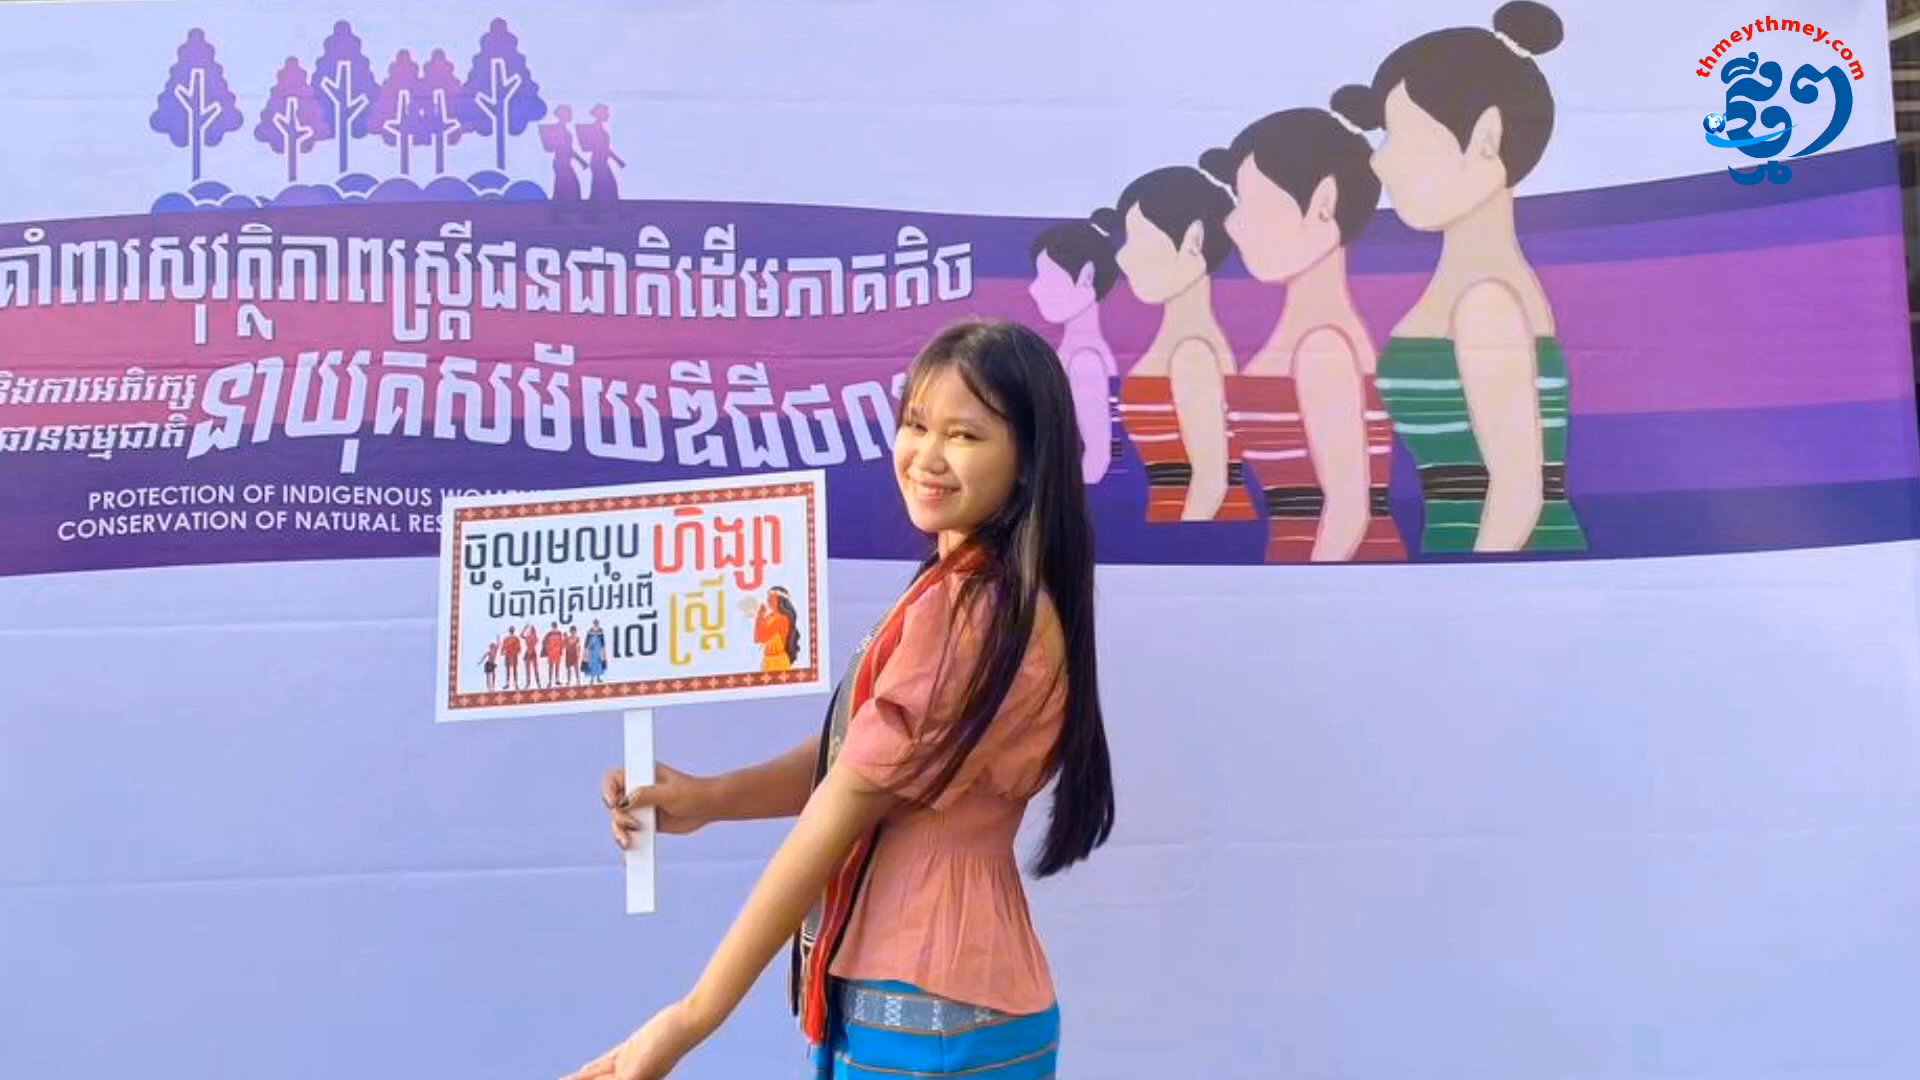 thmeythmey.com
ថ្មីៗ
គាំពារសុវត្ថិភាពស្ត្រីជនជាតិដើមភាគតិច
និងការអភិរក្ស
ធានធម្មជាតិ
នាយុគសម័យឌីជីថល
PROTECTION OF INDIGENOUS WOMEN
CONSERVATION OF NATURAL RES
ចូលរួមលុប
បំបាត់គ្រប់អំពើ
ហិង្សា
លើ
ស្ត្រី